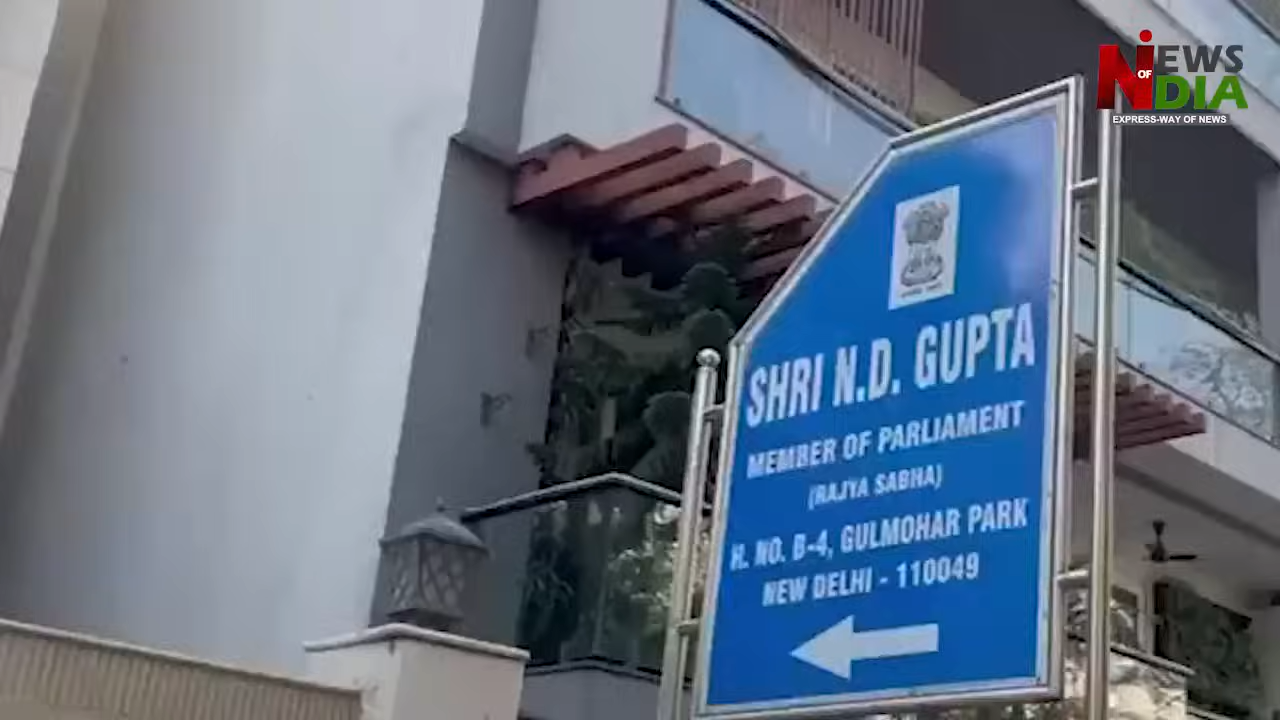 NEWS
OF
INDIA
EXPRESS-WAY OF NEWS
SHRI N.D. GUPTA
MEMBER OF PARLIAMENT
(RAJYA SABHA)
H. NO. B-4, GULMOHAR PARK
NEW DELHI - 110049